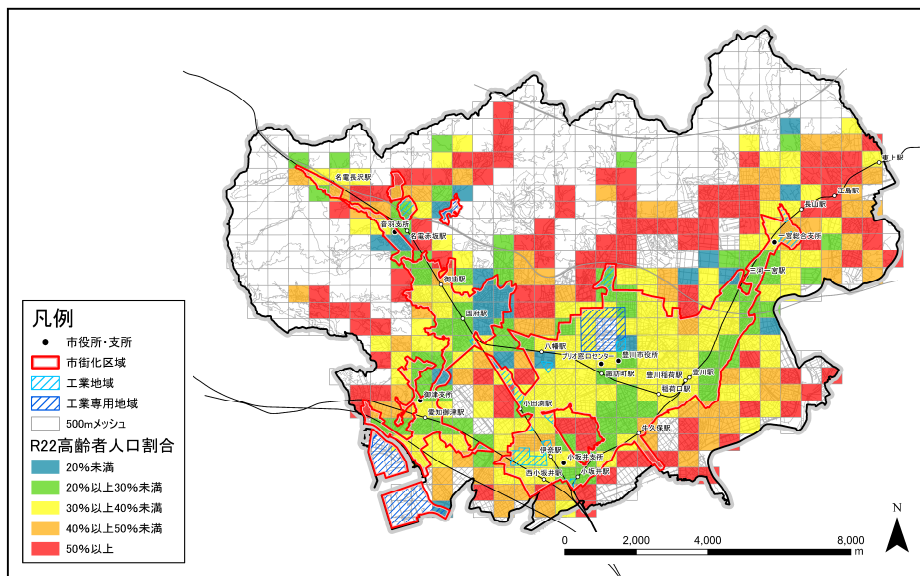 名電長沢駅
音羽支所
名電赤坂駅
御油駅
国府駅
八幡駅
プリオ窓口センター
豊川市役所
諏訪町駅
豊川稲荷駅
豊川駅
稲荷口駅
牛久保駅
小田渕駅
伊奈駅
小坂井支所
西小坂井駅
小坂井駅
御津支所
愛知御津駅
三河一宮駅
一宮総合支所
長山駅
江島駅
東上駅
凡例
市役所・支所
市街化区域
工業地域
工業専用地域
500mメッシュ
R22高齢者人口割合
20%未満
20%以上30%未満
30%以上40%未満
40%以上50%未満
50%以上
0 2,000 4,000 8,000
m
N